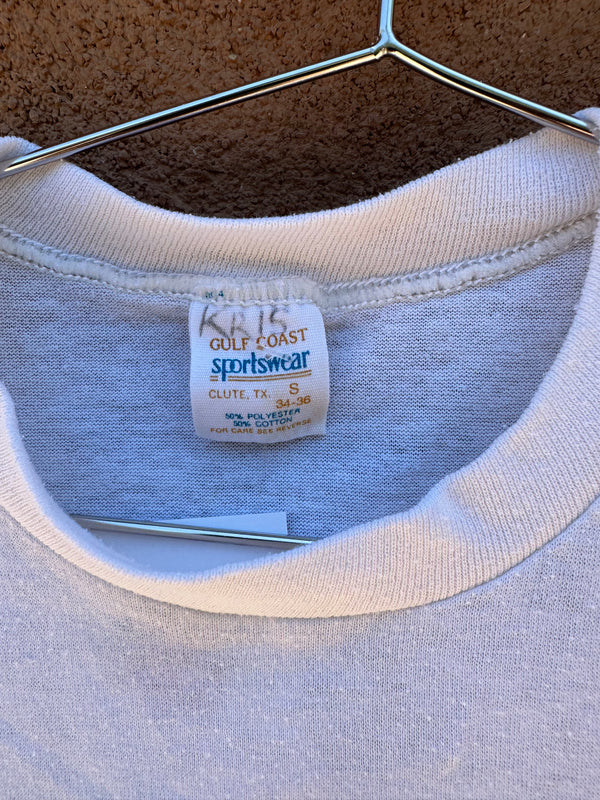 KRIS
GULF COAST
sportswear
CLUTE, TX. S
34-36
50% POLYESTER
50% COTTON
FOR CARE SEE REVERSE